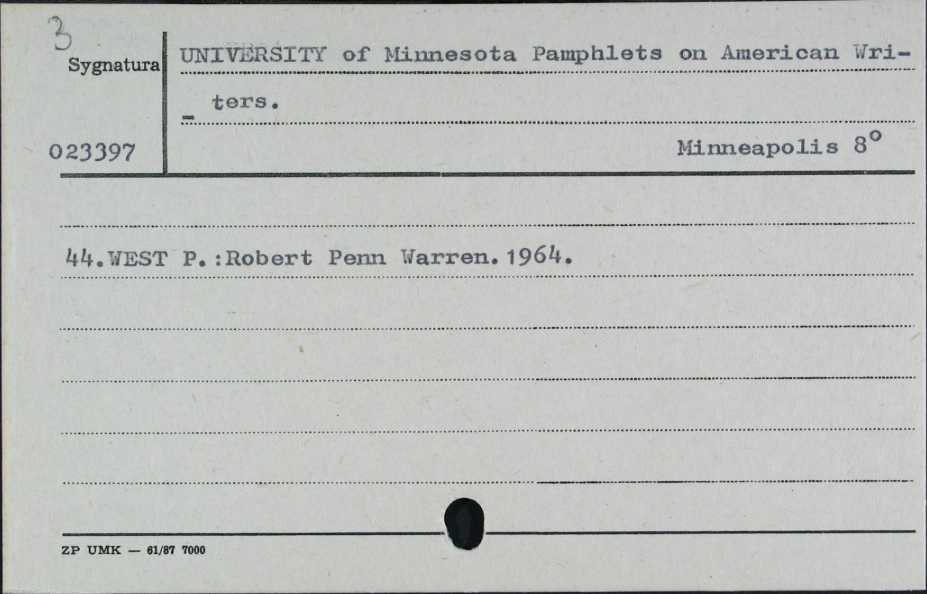 3
Sygnatura
UNIVERSITY of Minnesota Pamphlets on American Wri-
_ ters.
023397
Minneapolis 8º
44.WEST P.:Robert Penn Warren. 1964.
ZP UMK — 61/87 7000